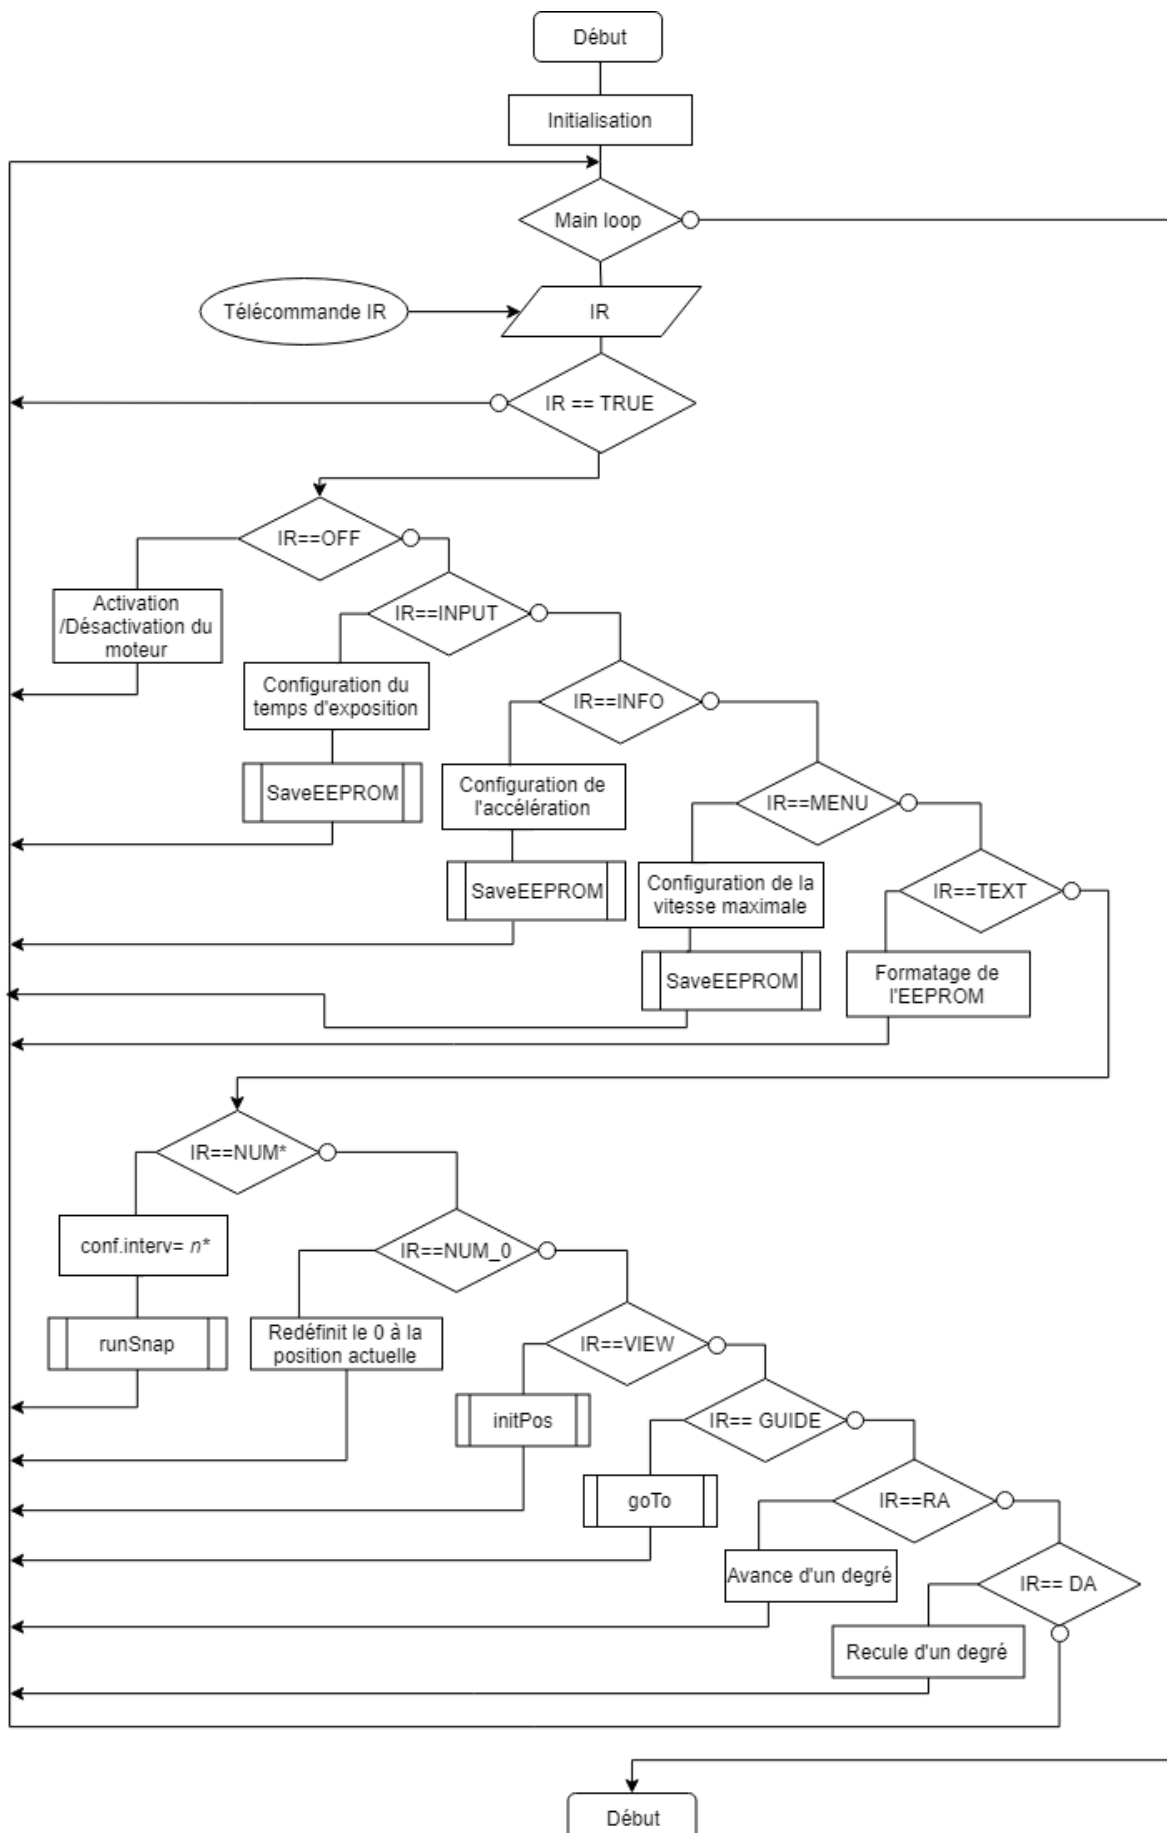 Début
Initialisation
Main loop
Télécommande IR
IR
IR == TRUE
IR==OFF
Activation
/Désactivation du
moteur
IR==INPUT
Configuration du
temps d'exposition
SaveEEPROM
IR==INFO
Configuration de
l'accélération
SaveEEPROM
IR==MENU
Configuration de la
vitesse maximale
SaveEEPROM
IR==TEXT
Formatage de
l'EEPROM
IR==NUM*
conf.interv= n*
runSnap
IR==NUM_0
Redéfinit le 0 à la
position actuelle
IR==VIEW
initPos
IR== GUIDE
goTo
IR==RA
Avance d'un degré
IR== DA
Recule d'un degré
Début